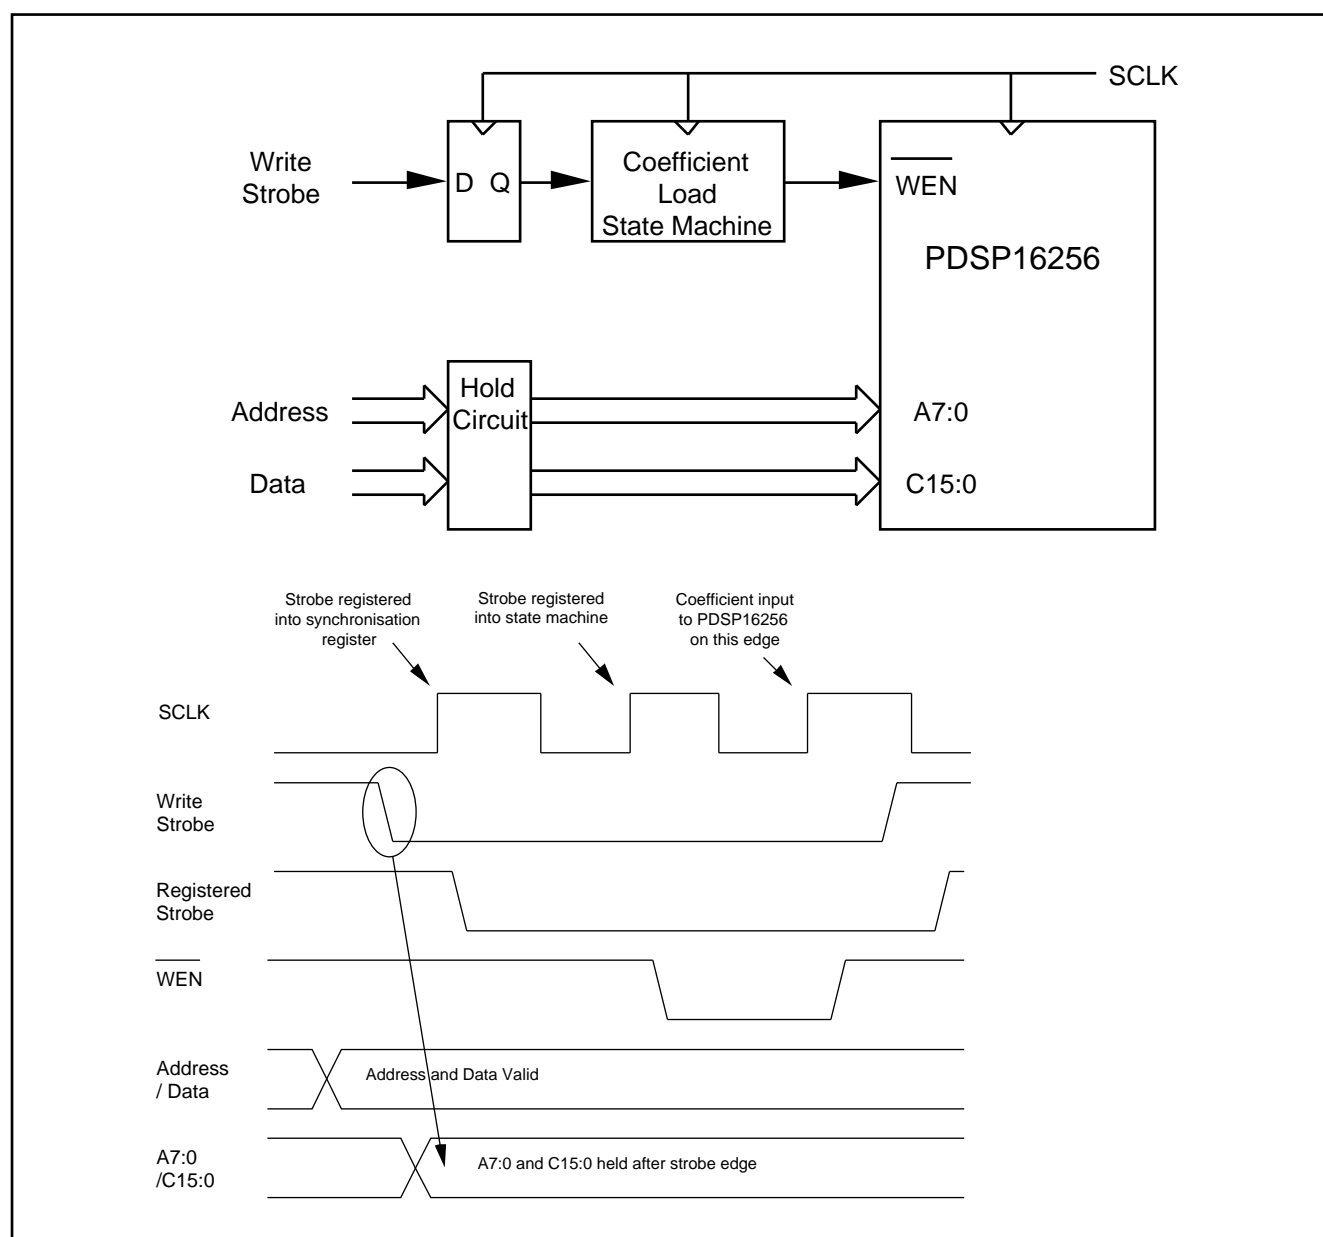 SCLK
Write
Strobe
D Q
Coefficient
Load
State Machine
WEN
PDSP16256
Address
Hold
Circuit
A7:0
Data
C15:0
Strobe registered
into synchronisation
register
Strobe registered
into state machine
Coefficient input
to PDSP16256
on this edge
SCLK
Write
Strobe
Registered
Strobe
WEN
Address
/ Data
Address and Data Valid
A7:0
/C15:0
A7:0 and C15:0 held after strobe edge